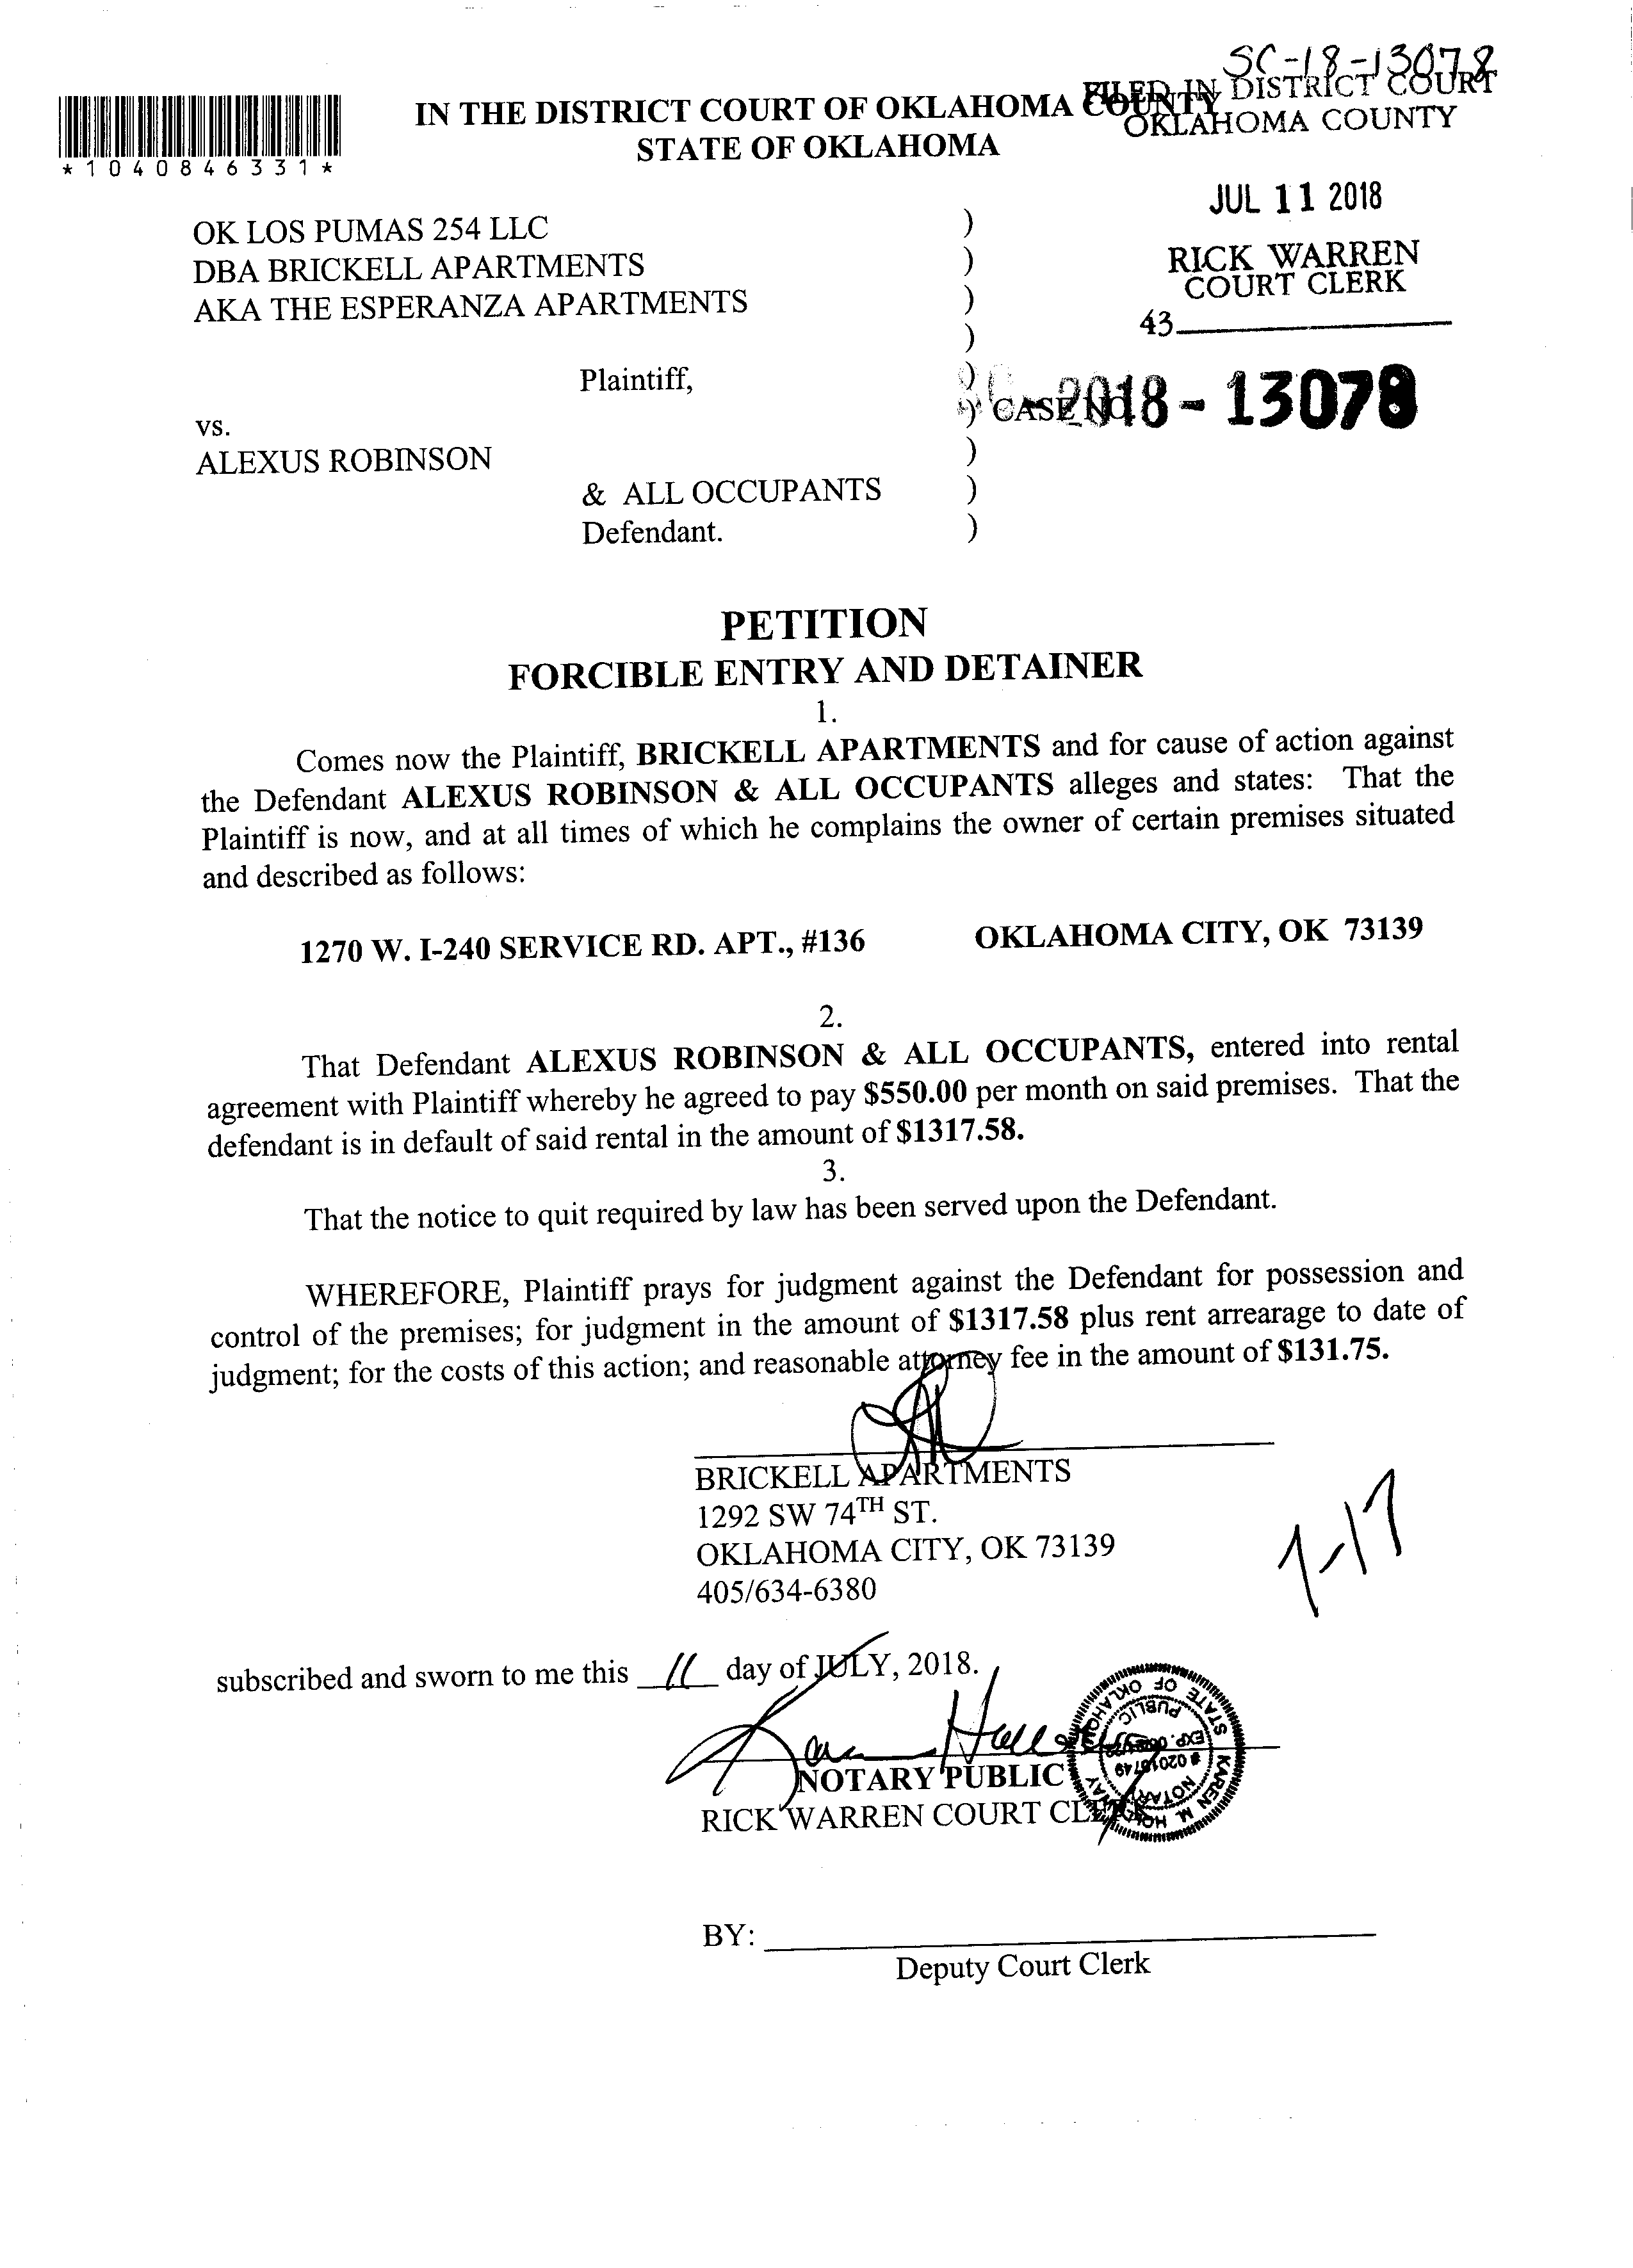 SC-18-13078
FILED IN DISTRICT COURT
OKLAHOMA COUNTY
IN THE DISTRICT COURT OF OKLAHOMA COUNTY
STATE OF OKLAHOMA
*1040846331*
JUL 11 2018
RICK WARREN
COURT CLERK
43
OK LOS PUMAS 254 LLC )
DBA BRICKELL APARTMENTS )
AKA THE ESPERANZA APARTMENTS )
)
Plaintiff, )
) CASE NO. 2018-13078
vs.
ALEXUS ROBINSON )
& ALL OCCUPANTS )
Defendant. )
PETITION
FORCIBLE ENTRY AND DETAINER
1.
Comes now the Plaintiff, BRICKELL APARTMENTS and for cause of action against
the Defendant ALEXUS ROBINSON & ALL OCCUPANTS alleges and states: That the
Plaintiff is now, and at all times of which he complains the owner of certain premises situated
and described as follows:
1270 W. I-240 SERVICE RD. APT., #136 OKLAHOMA CITY, OK 73139
2.
That Defendant ALEXUS ROBINSON & ALL OCCUPANTS, entered into rental
agreement with Plaintiff whereby he agreed to pay $550.00 per month on said premises. That the
defendant is in default of said rental in the amount of $1317.58.
3.
That the notice to quit required by law has been served upon the Defendant.
WHEREFORE, Plaintiff prays for judgment against the Defendant for possession and
control of the premises; for judgment in the amount of $1317.58 plus rent arrearage to date of
judgment; for the costs of this action; and reasonable attorney fee in the amount of $131.75.
BRICKELL APARTMENTS
1292 SW 74TH ST.
OKLAHOMA CITY, OK 73139
405/634-6380
7-17
subscribed and sworn to me this 11 day of JULY, 2018.
NOTARY PUBLIC
RICK WARREN COURT CLERK
STATE OF OKLAHOMA
PUBLIC
NOTARY
KAREN M. HOLLOWAY
BY:
Deputy Court Clerk